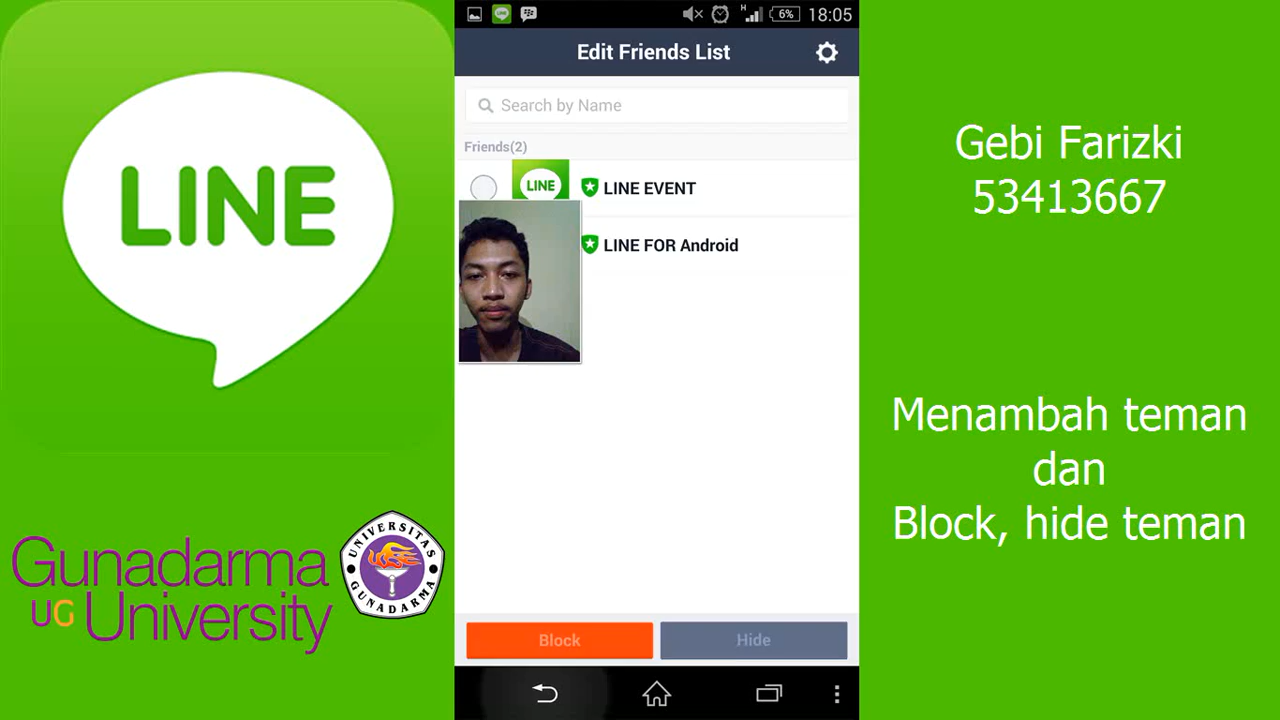 LINE
Gunadarma
UG University
UNIVERSITAS
GUNADARMA
H
6%
18:05
Edit Friends List
Search by Name
Friends(2)
LINE
LINE EVENT
LINE FOR Android
Block
Hide
Gebi Farizki
53413667
Menambah teman
dan
Block, hide teman